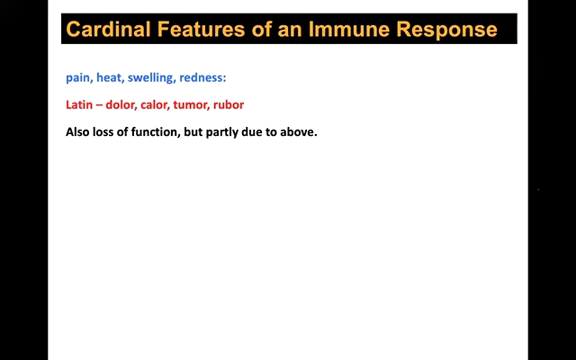 Cardinal Features of an Immune Response
pain, heat, swelling, redness:
Latin – dolor, calor, tumor, rubor
Also loss of function, but partly due to above.